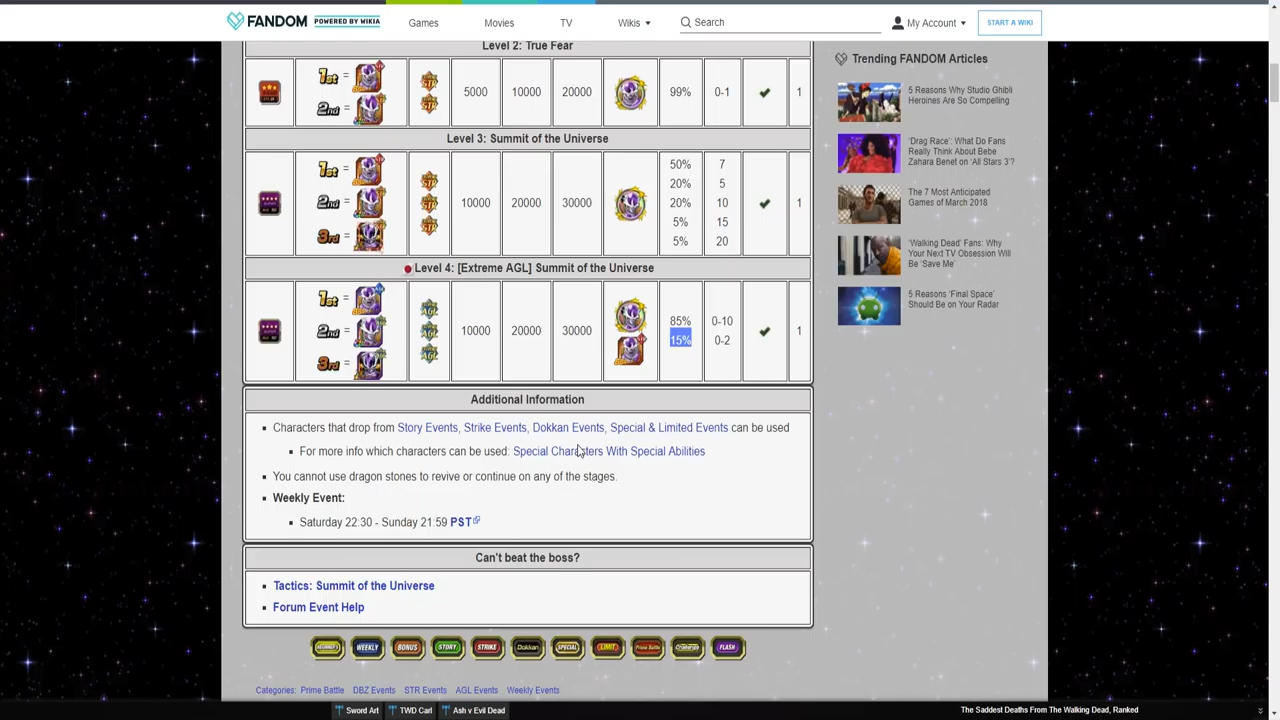 FANDOM POWERED BY WIKIA Games Movies TV Wikis Search My Account START A WIKI
Level 2: True Fear
1st =
2nd =
5000 10000 20000 99% 0-1 1
Level 3: Summit of the Universe
1st =
2nd =
3rd =
10000 20000 30000
50% 7
20% 5
20% 10
5% 15
5% 20
1
Level 4: [Extreme AGL] Summit of the Universe
1st =
2nd =
3rd =
10000 20000 30000
85% 0-10
15% 0-2
1
Additional Information
Characters that drop from Story Events, Strike Events, Dokkan Events, Special & Limited Events can be used
For more info which characters can be used: Special Characters With Special Abilities
You cannot use dragon stones to revive or continue on any of the stages.
Weekly Event:
Saturday 22:30 - Sunday 21:59 PST
Can't beat the boss?
Tactics: Summit of the Universe
Forum Event Help
WEEKLY BONUS STORY STRIKE Dokkan SPECIAL LIMIT Prime Battle Challenge FLASH
Categories: Prime Battle DBZ Events STR Events AGL Events Weekly Events
Trending FANDOM Articles
5 Reasons Why Studio Ghibli
Heroines Are So Compelling
'Drag Race': What Do Fans
Really Think About Bebe
Zahara Benet on 'All Stars 3'?
The 7 Most Anticipated
Games of March 2018
'Walking Dead' Fans: Why
Your Next TV Obsession Will
Be 'Save Me'
5 Reasons 'Final Space'
Should Be on Your Radar
Sword Art TWD Carl Ash v Evil Dead The Saddest Deaths From The Walking Dead, Ranked